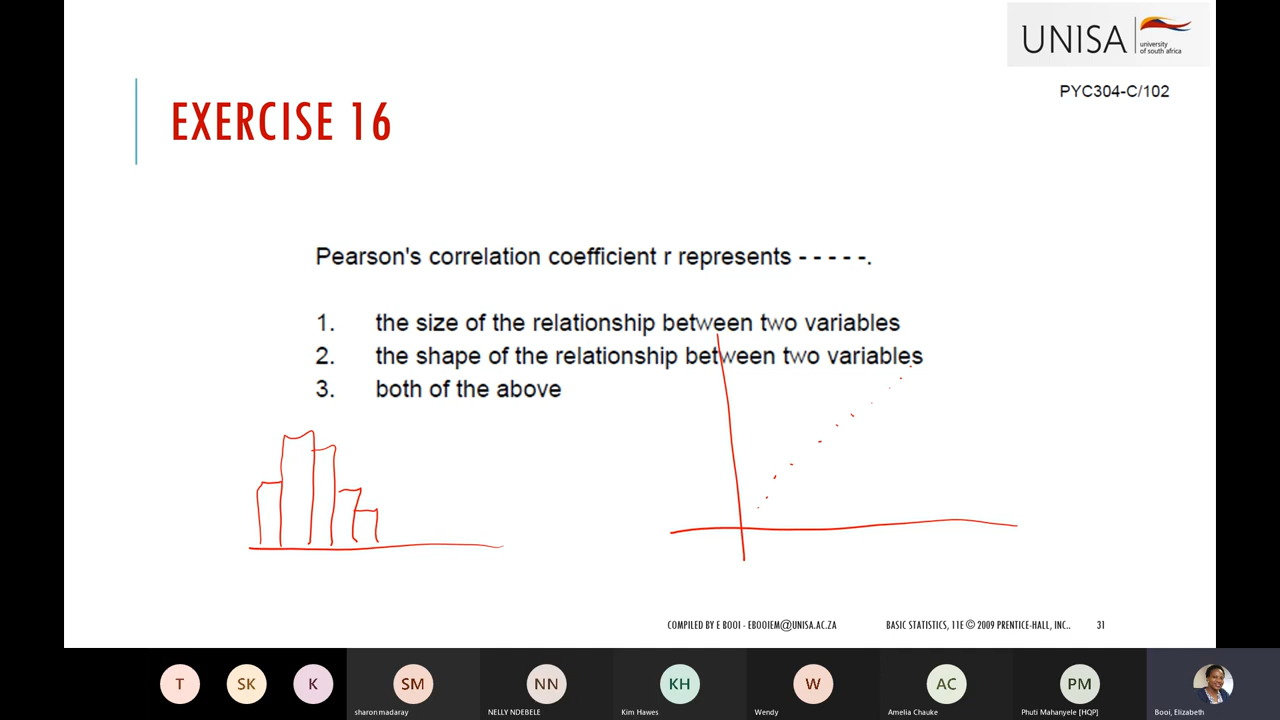 UNISA
university
of south africa
PYC304-C/102
EXERCISE 16
Pearson's correlation coefficient r represents - - - - -.
1. the size of the relationship between two variables
2. the shape of the relationship between two variables
3. both of the above
COMPILED BY E BOOI - EBOOIEM@UNISA.AC.ZA
BASIC STATISTICS, 11E © 2009 PRENTICE-HALL, INC..
31
T
SK
K
SM
NN
KH
W
AC
PM
sharon madaray
NELLY NDEBELE
Kim Hawes
Wendy
Amelia Chauke
Phuti Mahanyele [HQP]
Booi, Elizabeth